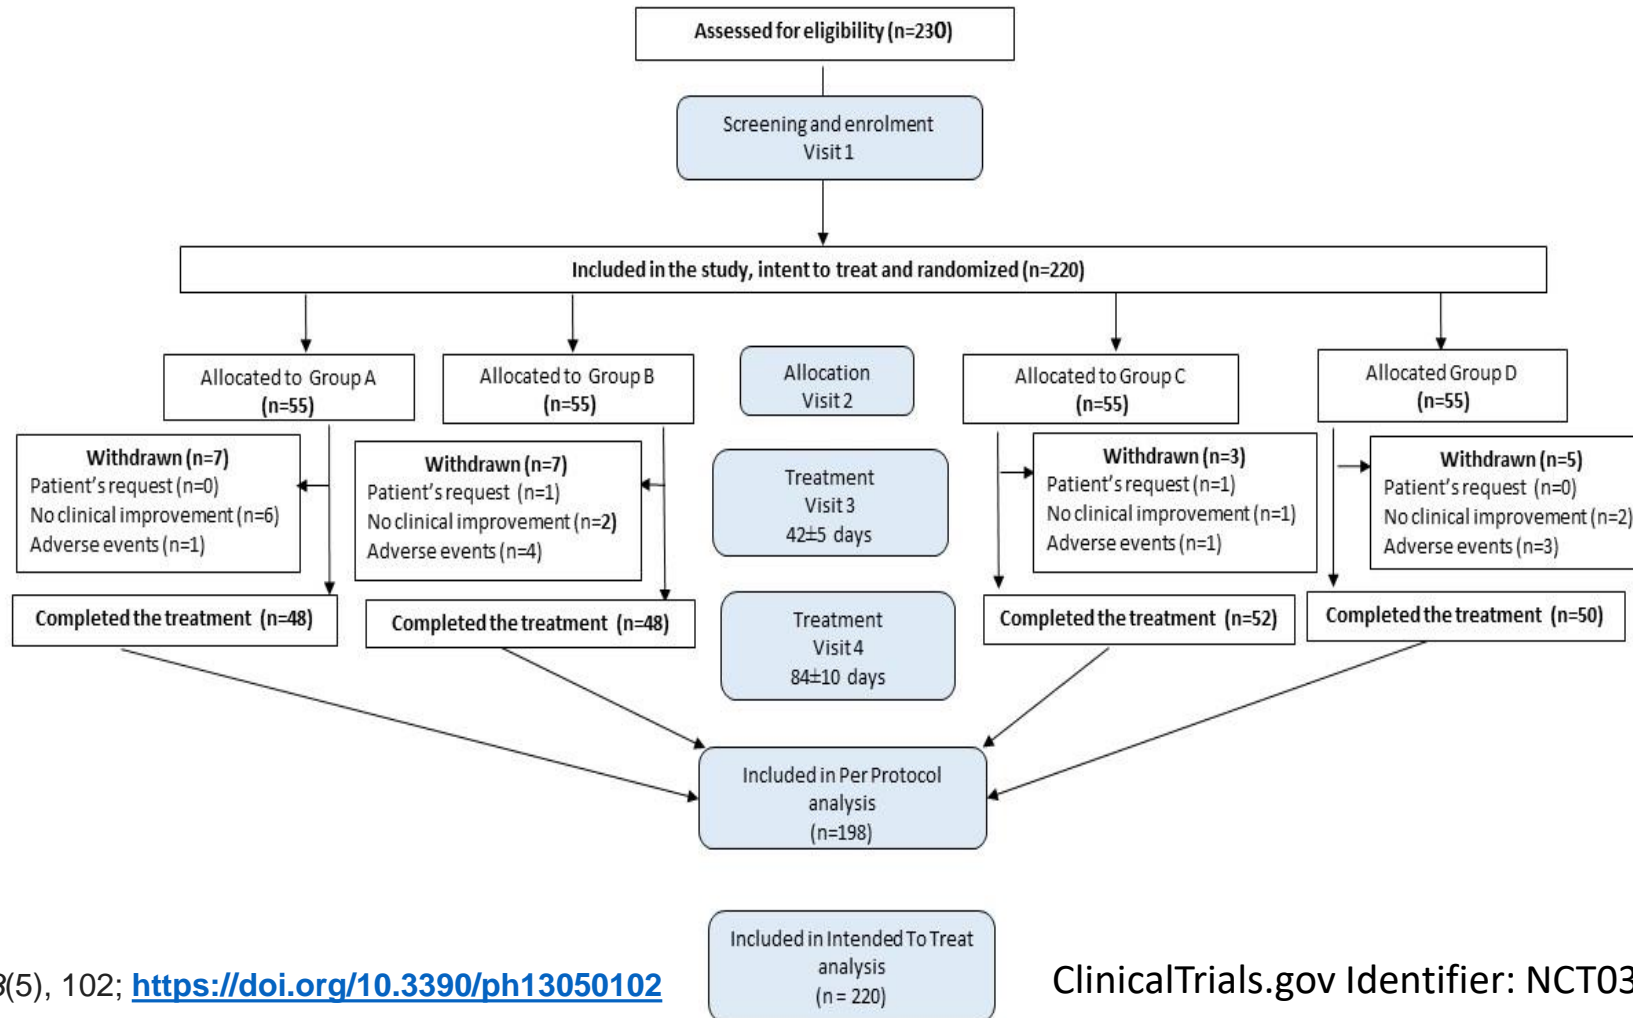 Assessed for eligibility (n=230)
Screening and enrolment
Visit 1
Included in the study, intent to treat and randomized (n=220)
Allocated to Group A
(n=55)
Allocated to Group B
(n=55)
Allocation
Visit 2
Allocated to Group C
(n=55)
Allocated Group D
(n=55)
Withdrawn (n=7)
Patient's request (n=0)
No clinical improvement (n=6)
Adverse events (n=1)
Withdrawn (n=7)
Patient's request (n=1)
No clinical improvement (n=2)
Adverse events (n=4)
Treatment
Visit 3
42±5 days
Withdrawn (n=3)
Patient's request (n=1)
No clinical improvement (n=1)
Adverse events (n=1)
Withdrawn (n=5)
Patient's request (n=0)
No clinical improvement (n=2)
Adverse events (n=3)
Completed the treatment (n=48)
Completed the treatment (n=48)
Treatment
Visit 4
84±10 days
Completed the treatment (n=52)
Completed the treatment (n=50)
Included in Per Protocol
analysis
(n=198)
Included in Intended To Treat
analysis
(n = 220)
(5), 102; https://doi.org/10.3390/ph13050102
ClinicalTrials.gov Identifier: NCT03